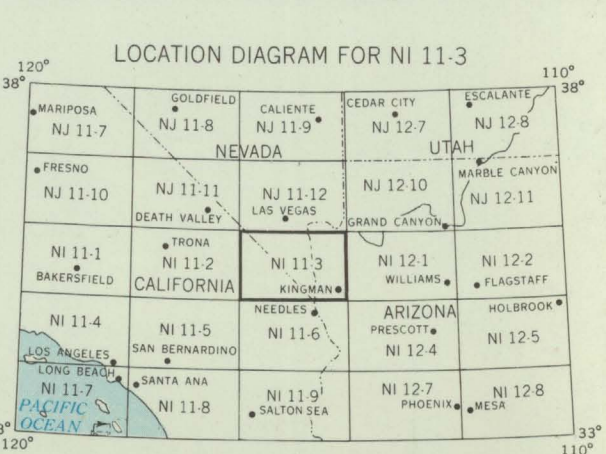 LOCATION DIAGRAM FOR NI 11-3
120°
110°
38°
38°
MARIPOSA
NJ 11-7
GOLDFIELD
NJ 11-8
CALIENTE
NJ 11-9
CEDAR CITY
NJ 12-7
ESCALANTE
NJ 12-8
NEVADA
UTAH
FRESNO
NJ 11-10
NJ 11-11
DEATH VALLEY
NJ 11-12
LAS VEGAS
NJ 12-10
GRAND CANYON
MARBLE CANYON
NJ 12-11
NI 11-1
BAKERSFIELD
TRONA
NI 11-2
CALIFORNIA
NI 11-3
KINGMAN
NI 12-1
WILLIAMS
NI 12-2
FLAGSTAFF
NI 11-4
LOS ANGELES
NI 11-5
SAN BERNARDINO
NEEDLES
NI 11-6
ARIZONA
PRESCOTT
NI 12-4
HOLBROOK
NI 12-5
LONG BEACH
NI 11-7
PACIFIC
OCEAN
SANTA ANA
NI 11-8
NI 11-9
SALTON SEA
NI 12-7
PHOENIX
NI 12-8
MESA
3°
120°
33°
110°